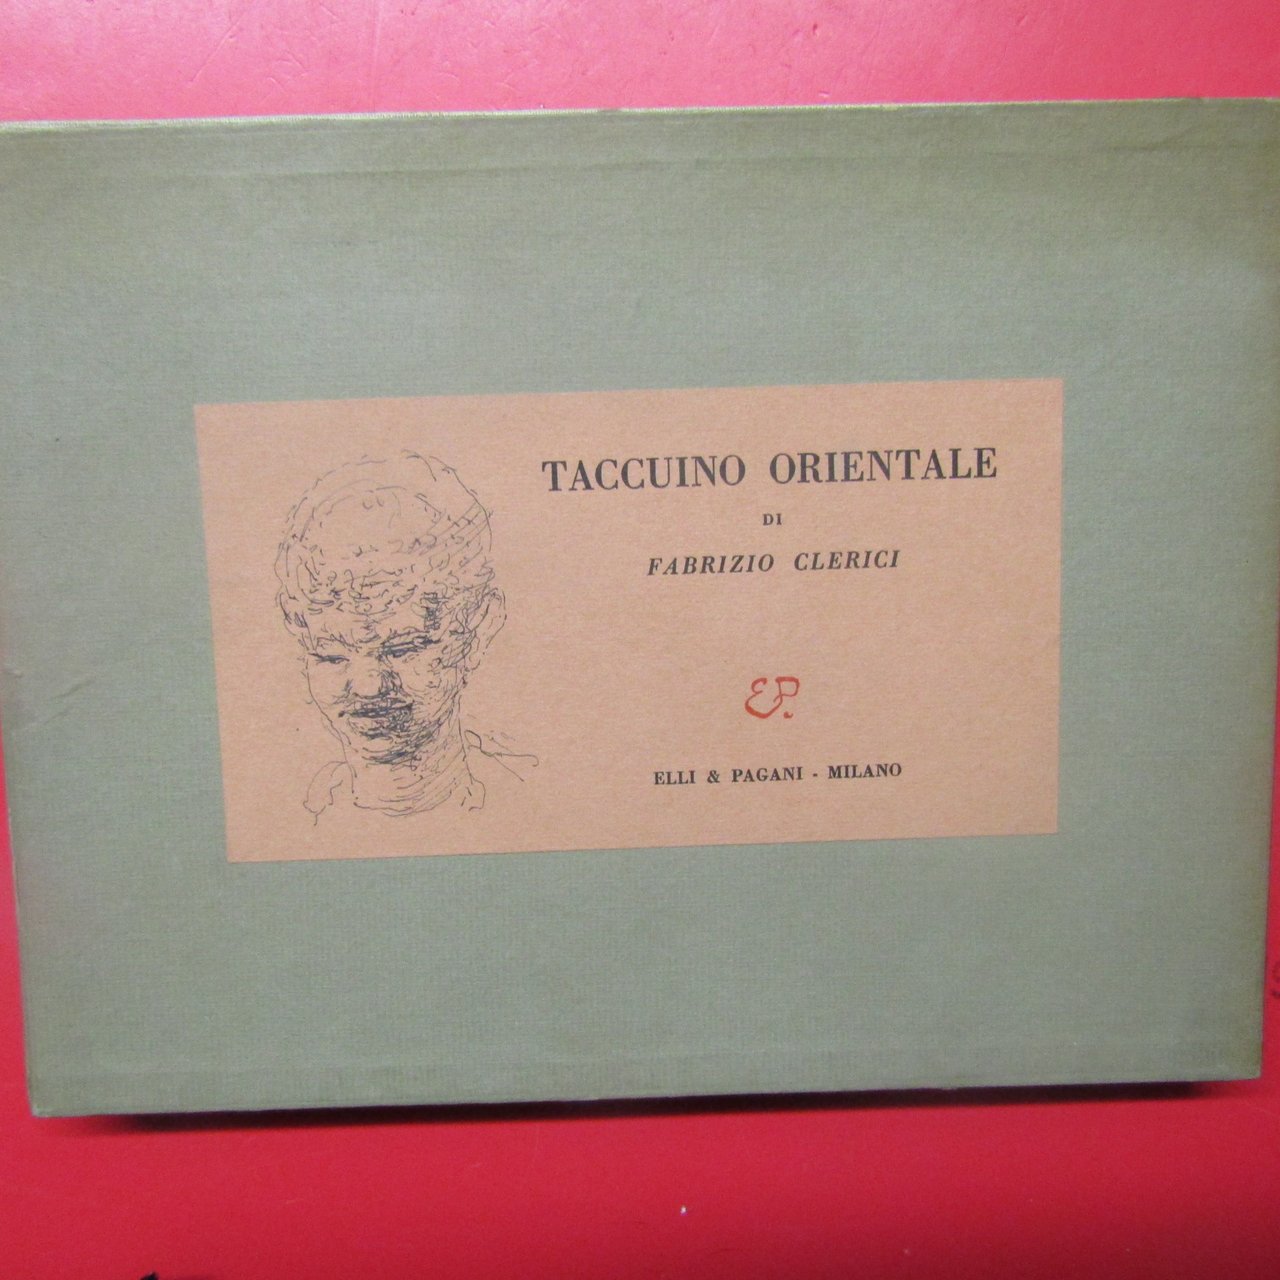 TACCUINO ORIENTALE
DI
FABRIZIO CLERICI
EP.
ELLI & PAGANI - MILANO